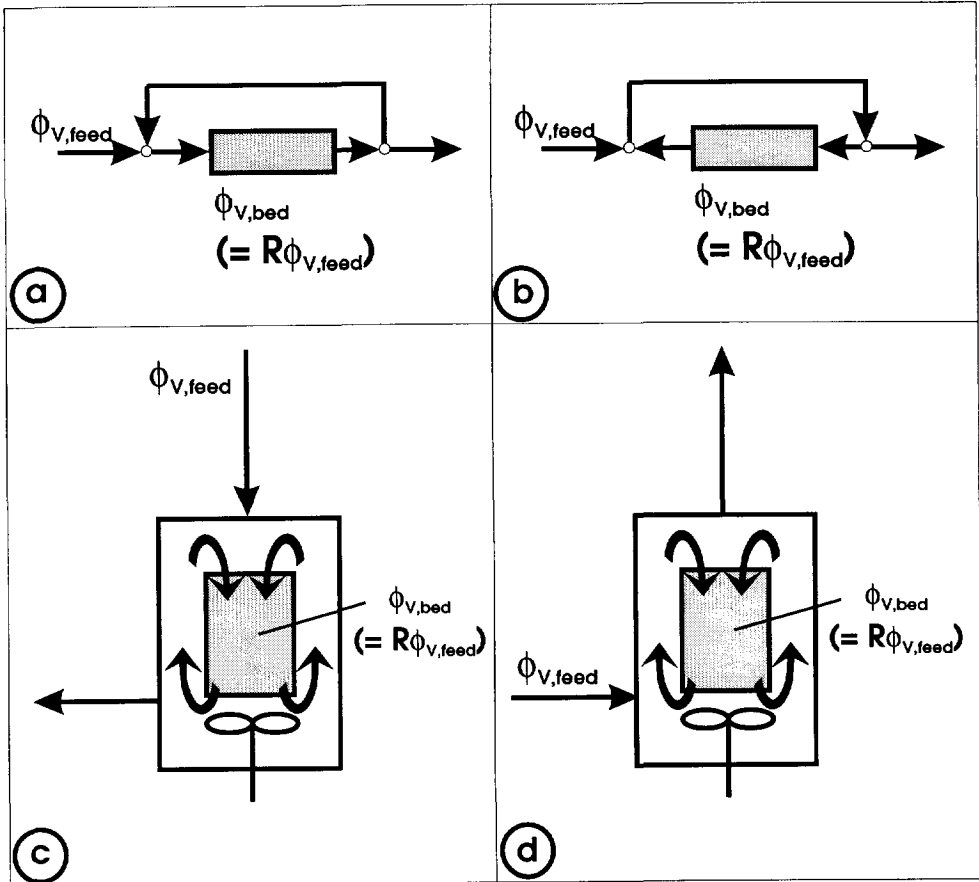 ϕV,feed
ϕV,bed
(= RϕV,feed)
a
ϕV,feed
ϕV,bed
(= RϕV,feed)
b
ϕV,feed
ϕV,bed
(= RϕV,feed)
c
ϕV,bed
(= RϕV,feed)
ϕV,feed
d